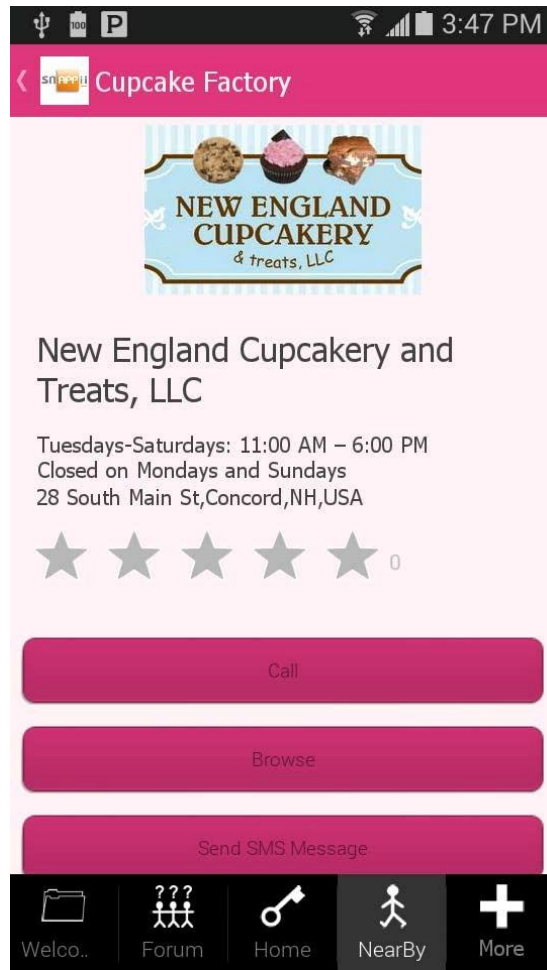 100 P 3:47 PM
snappii Cupcake Factory
NEW ENGLAND
CUPCAKERY
& treats, LLC
New England Cupcakery and
Treats, LLC
Tuesdays-Saturdays: 11:00 AM – 6:00 PM
Closed on Mondays and Sundays
28 South Main St,Concord,NH,USA
0
Call
Browse
Send SMS Message
???
Welco.. Forum Home NearBy More